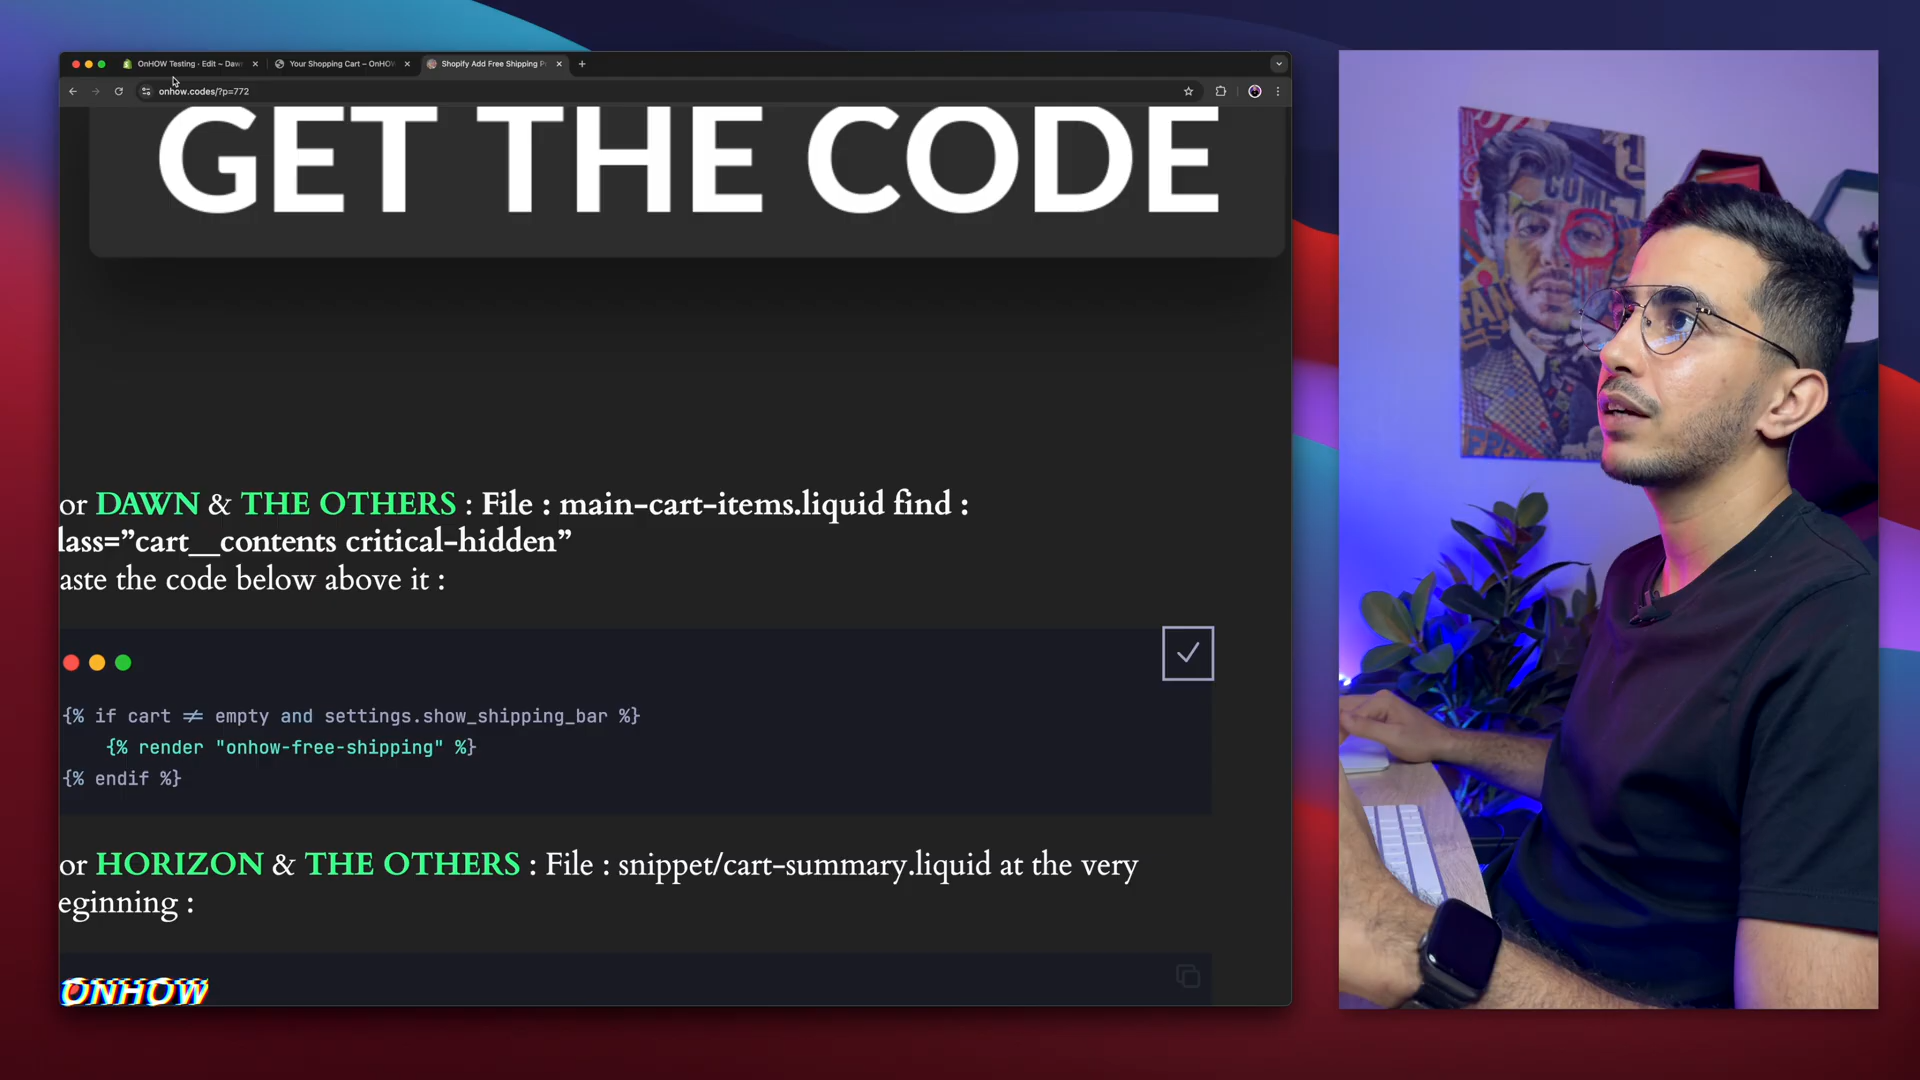 OnHOW Testing · Edit ~ Daw
Your Shopping Cart – OnHOW
Shopify Add Free Shipping P
onhow.codes/?p=772
GET THE CODE
or DAWN & THE OTHERS : File : main-cart-items.liquid find :
lass=”cart__contents critical-hidden”
aste the code below above it :
{% if cart != empty and settings.show_shipping_bar %}
{% render "onhow-free-shipping" %}
{% endif %}
or HORIZON & THE OTHERS : File : snippet/cart-summary.liquid at the very
eginning :
ONHOW
COME
FAN